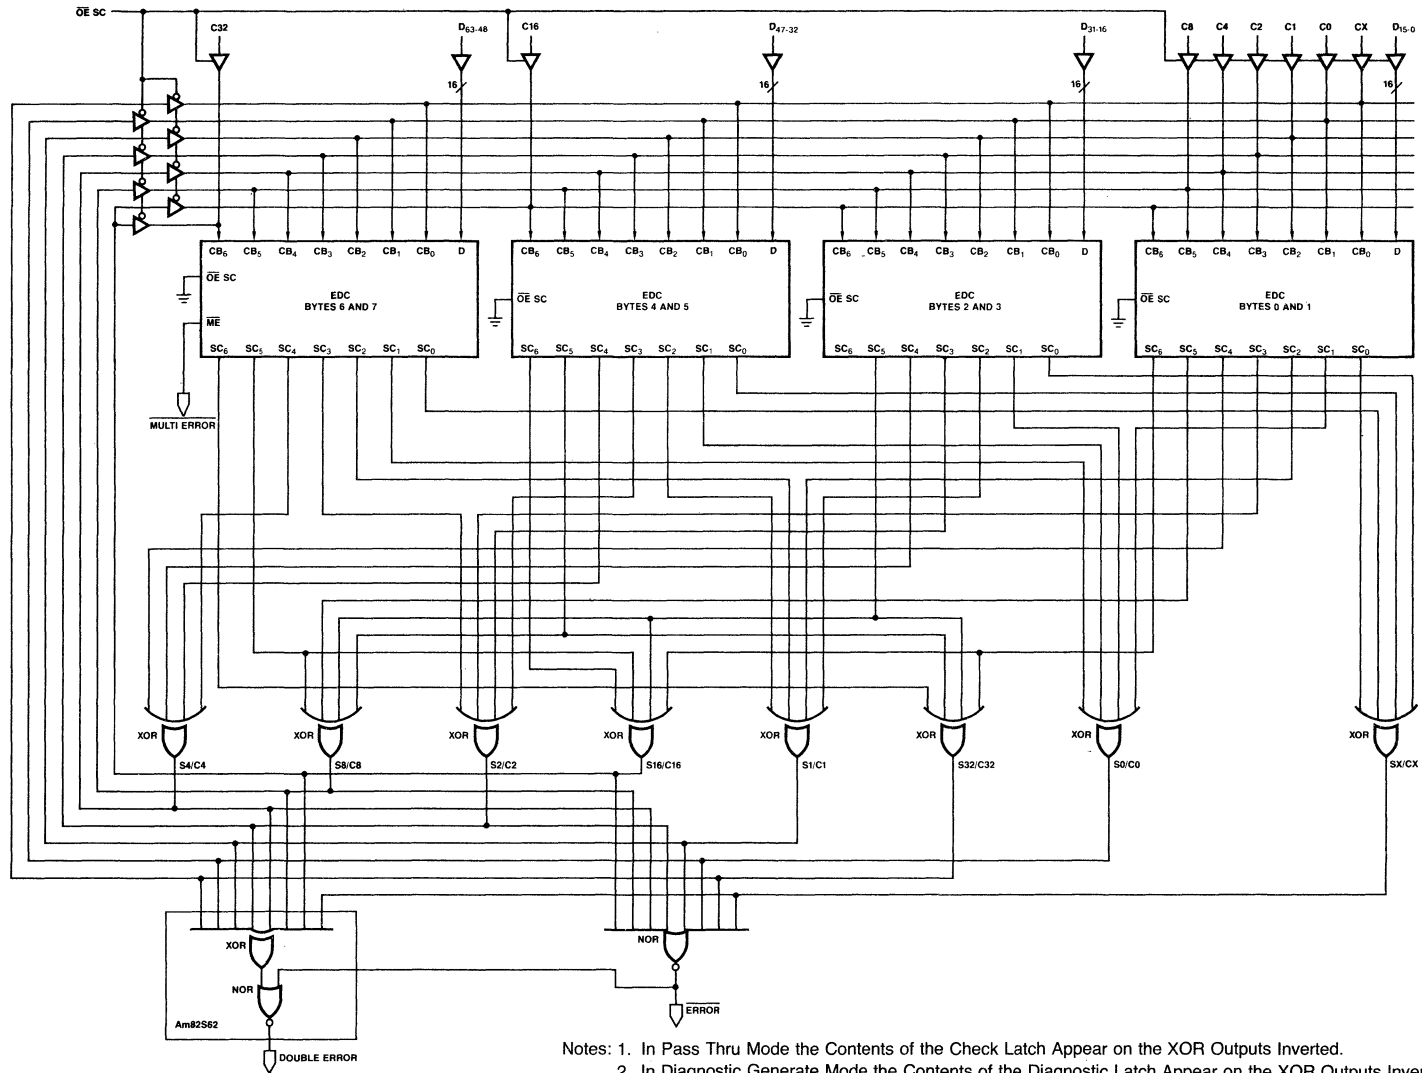 OE SC
C32
D63-48
C16
D47-32
D31-16
C8 C4 C2 C1 C0 CX D15-0
16 16 16 16
CB6 CB5 CB4 CB3 CB2 CB1 CB0 D
OE SC
EDC
BYTES 6 AND 7
ME
SC6 SC5 SC4 SC3 SC2 SC1 SC0
CB6 CB5 CB4 CB3 CB2 CB1 CB0 D
OE SC
EDC
BYTES 4 AND 5
SC6 SC5 SC4 SC3 SC2 SC1 SC0
CB6 CB5 CB4 CB3 CB2 CB1 CB0 D
OE SC
EDC
BYTES 2 AND 3
SC6 SC5 SC4 SC3 SC2 SC1 SC0
CB6 CB5 CB4 CB3 CB2 CB1 CB0 D
OE SC
EDC
BYTES 0 AND 1
SC6 SC5 SC4 SC3 SC2 SC1 SC0
MULTI ERROR
XOR XOR XOR XOR XOR XOR XOR XOR
S4/C4 S8/C8 S2/C2 S16/C16 S1/C1 S32/C32 S0/C0 SX/CX
XOR
NOR
Am82S62
DOUBLE ERROR
NOR
ERROR
Notes: 1. In Pass Thru Mode the Contents of the Check Latch Appear on the XOR Outputs Inverted.
2. In Diagnostic Generate Mode the Contents of the Diagnostic Latch Appear on the XOR Outputs